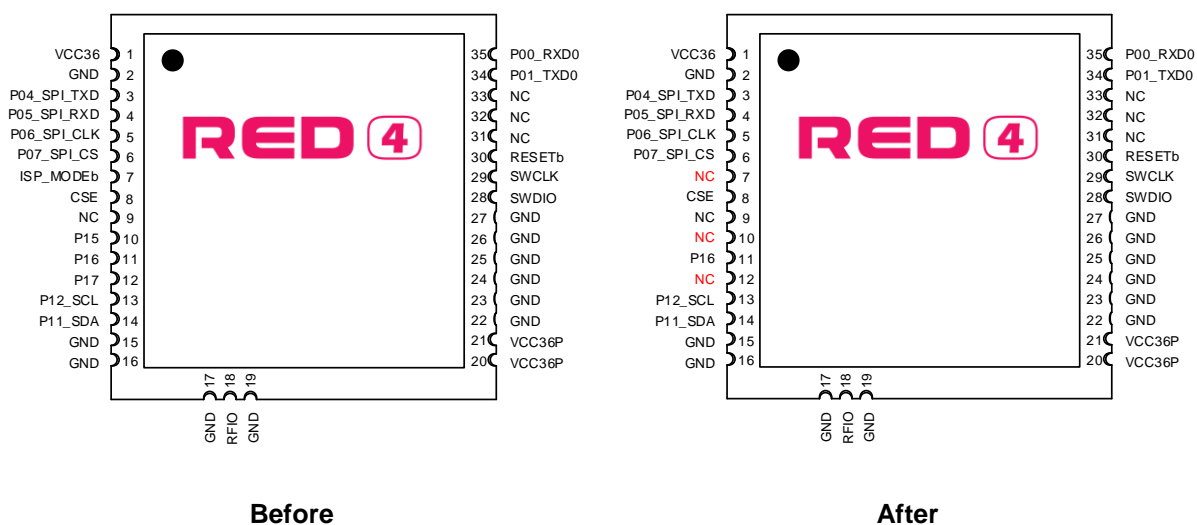 VCC36 1 35 P00_RXD0
GND 2 34 P01_TXD0
P04_SPI_TXD 3 33 NC
P05_SPI_RXD 4 32 NC
P06_SPI_CLK 5 31 NC
P07_SPI_CS 6 30 RESETb
ISP_MODEb 7 29 SWCLK
CSE 8 28 SWDIO
NC 9 27 GND
P15 10 26 GND
P16 11 25 GND
P17 12 24 GND
P12_SCL 13 23 GND
P11_SDA 14 22 GND
GND 15 21 VCC36P
GND 16 20 VCC36P
RED 4
17 18 19
GND RFIO GND
Before
VCC36 1 35 P00_RXD0
GND 2 34 P01_TXD0
P04_SPI_TXD 3 33 NC
P05_SPI_RXD 4 32 NC
P06_SPI_CLK 5 31 NC
P07_SPI_CS 6 30 RESETb
NC 7 29 SWCLK
CSE 8 28 SWDIO
NC 9 27 GND
NC 10 26 GND
P16 11 25 GND
NC 12 24 GND
P12_SCL 13 23 GND
P11_SDA 14 22 GND
GND 15 21 VCC36P
GND 16 20 VCC36P
RED 4
17 18 19
GND RFIO GND
After